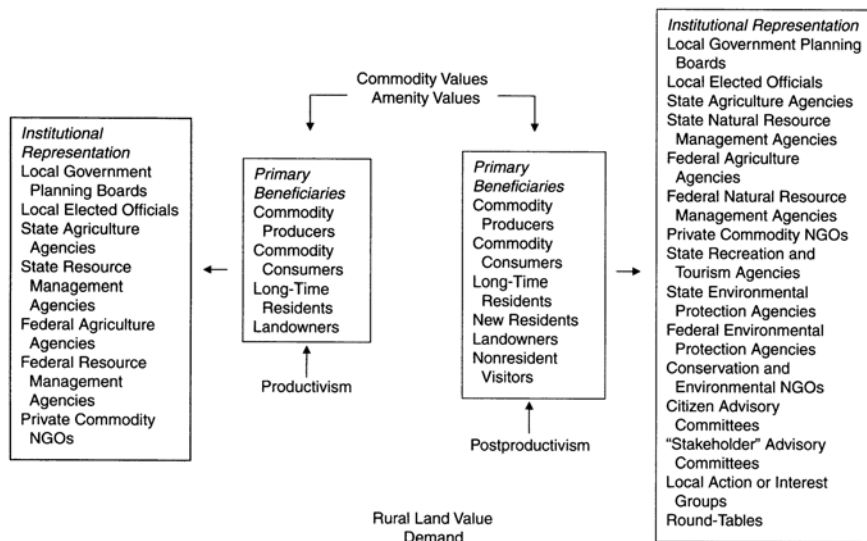 Commodity Values
Amenity Values
Institutional
Representation
Local Government
Planning Boards
Local Elected Officials
State Agriculture
Agencies
State Resource
Management
Agencies
Federal Agriculture
Agencies
Federal Resource
Management
Agencies
Private Commodity
NGOs
Primary
Beneficiaries
Commodity
Producers
Commodity
Consumers
Long-Time
Residents
Landowners
Productivism
Primary
Beneficiaries
Commodity
Producers
Commodity
Consumers
Long-Time
Residents
New Residents
Landowners
Nonresident
Visitors
Postproductivism
Institutional Representation
Local Government Planning
Boards
Local Elected Officials
State Agriculture Agencies
State Natural Resource
Management Agencies
Federal Agriculture
Agencies
Federal Natural Resource
Management Agencies
Private Commodity NGOs
State Recreation and
Tourism Agencies
State Environmental
Protection Agencies
Federal Environmental
Protection Agencies
Conservation and
Environmental NGOs
Citizen Advisory
Committees
“Stakeholder” Advisory
Committees
Local Action or Interest
Groups
Round-Tables
Rural Land Value
Demand